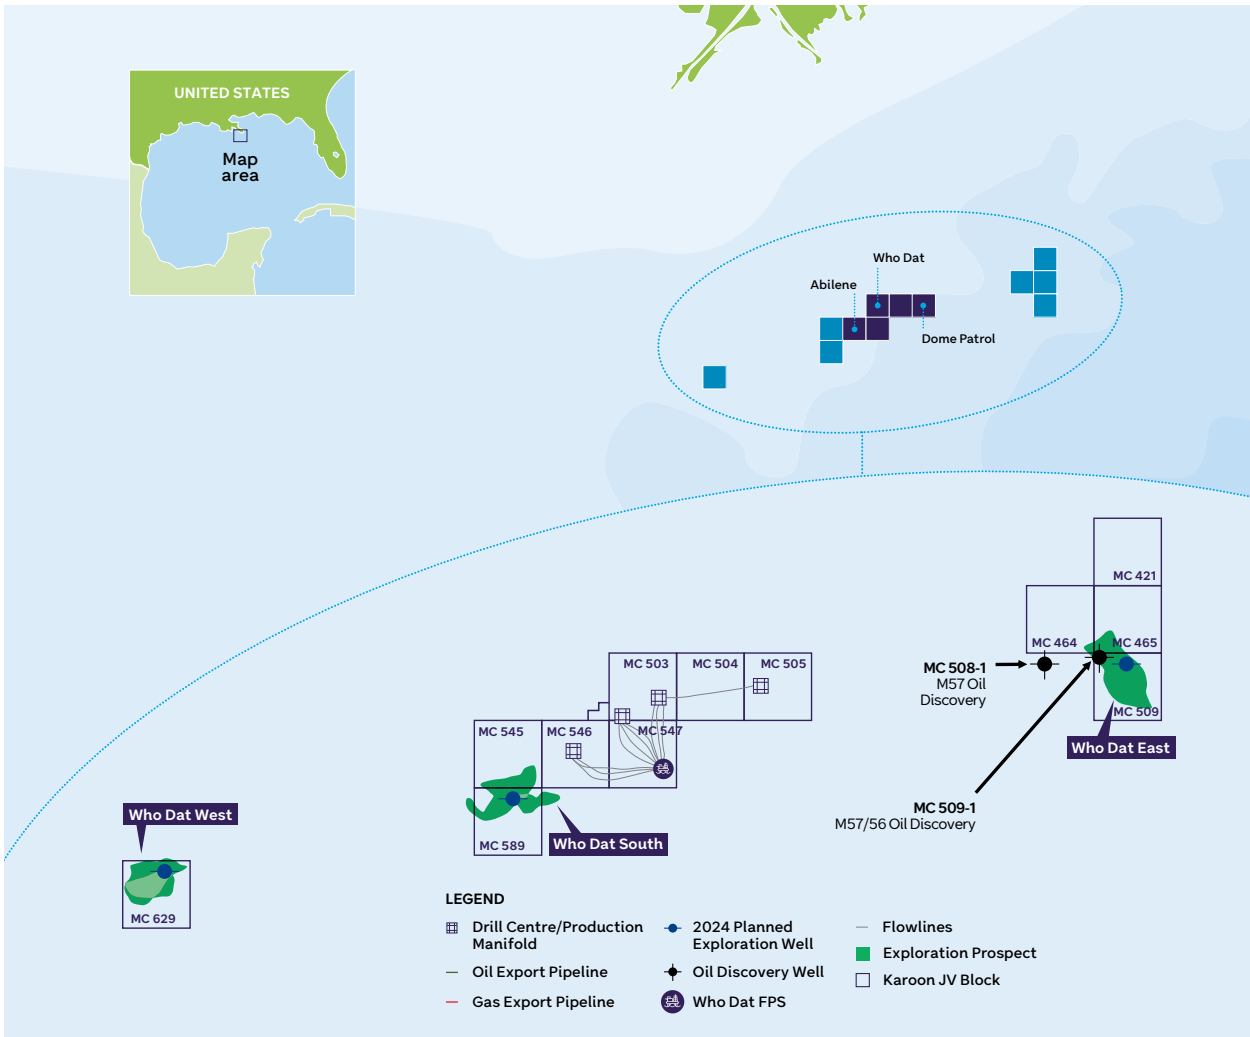 UNITED STATES
Map
area
Who Dat
Abilene
Dome Patrol
MC 421
MC 464
MC 465
MC 508-1
M57 Oil
Discovery
MC 509
Who Dat East
MC 503
MC 504
MC 505
MC 545
MC 546
MC 547
MC 509-1
M57/56 Oil Discovery
Who Dat West
Who Dat South
MC 589
MC 629
LEGEND
Drill Centre/Production
Manifold
Oil Export Pipeline
Gas Export Pipeline
2024 Planned
Exploration Well
Oil Discovery Well
Who Dat FPS
Flowlines
Exploration Prospect
Karoon JV Block